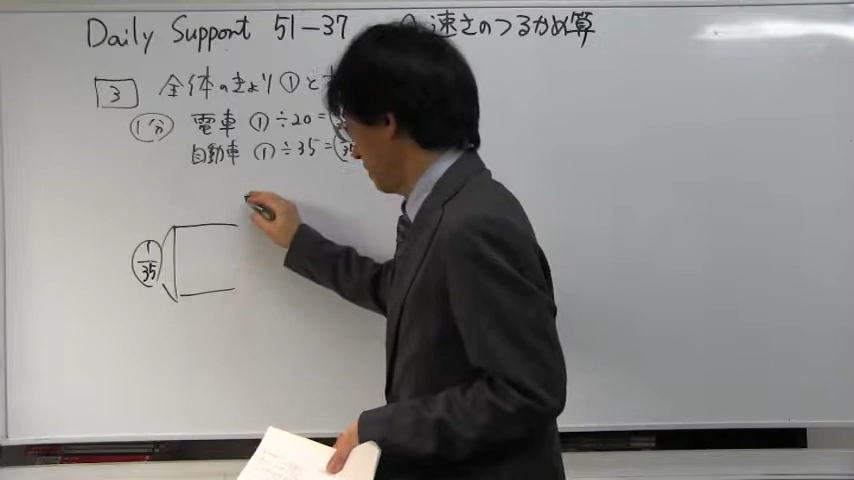 Daily Support 51-37 速さのつるかめ算
3 全体のきょり①と
1分 電車 ①÷20=
自動車 ①÷35=
1/35